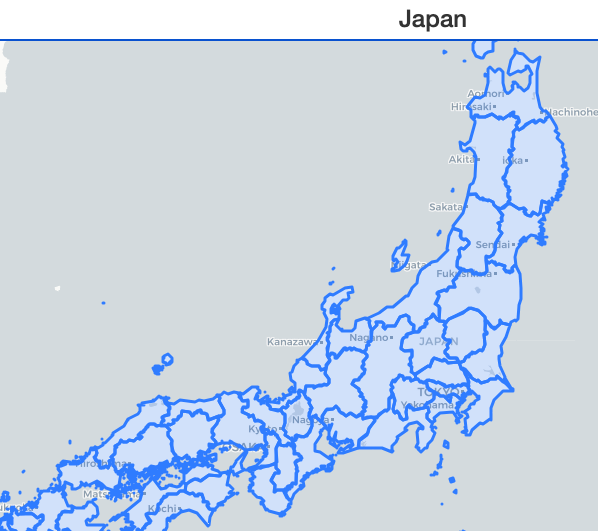 Japan
Aomori
Hirosaki
Hachinohe
Akita
Sakata
Sendai
Niigata
Fukushima
Kanazawa
Nagano
JAPAN
TOKYO
Yokohama
Nagoya
Kyoto
OSAKA
Hiroshima
Matsuyama
Kochi